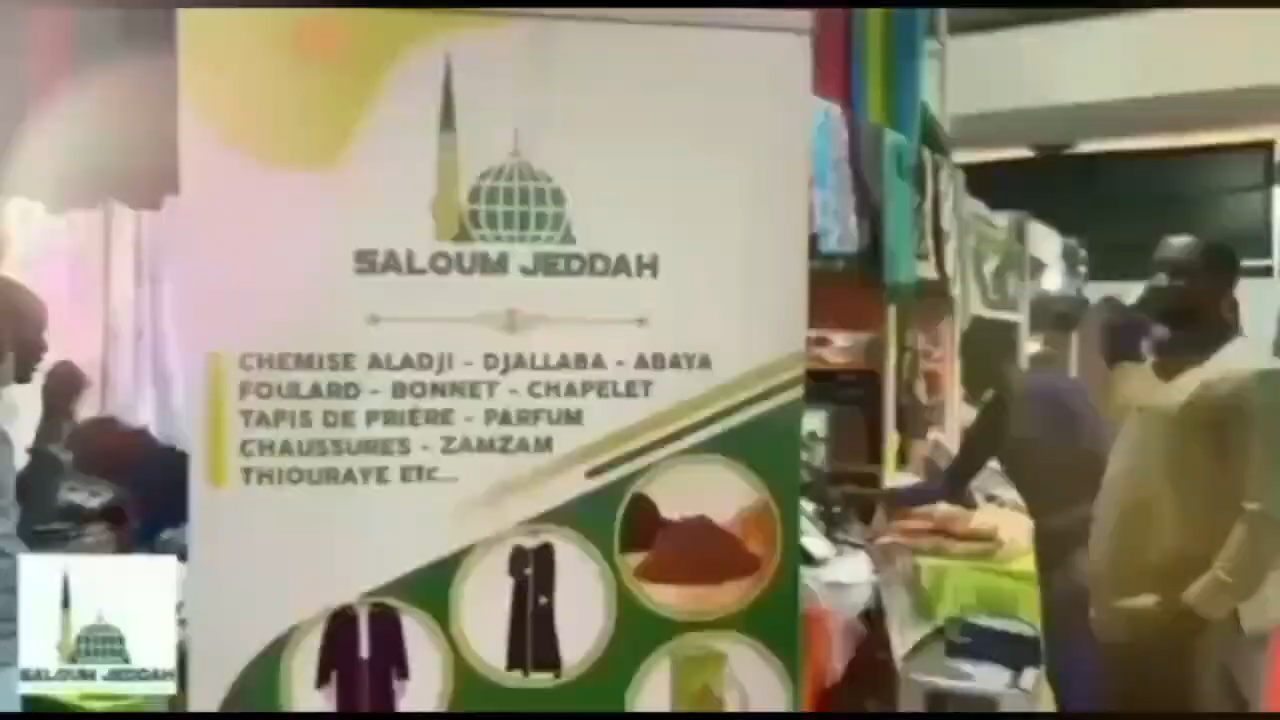 SALOUM JEDDAH
CHEMISE ALADJI - DJALLABA - ABAYA
FOULARD - BONNET - CHAPELET
TAPIS DE PRIÈRE - PARFUM
CHAUSSURES - ZAMZAM
THIOURAYE Etc...
SALOUM JEDDAH